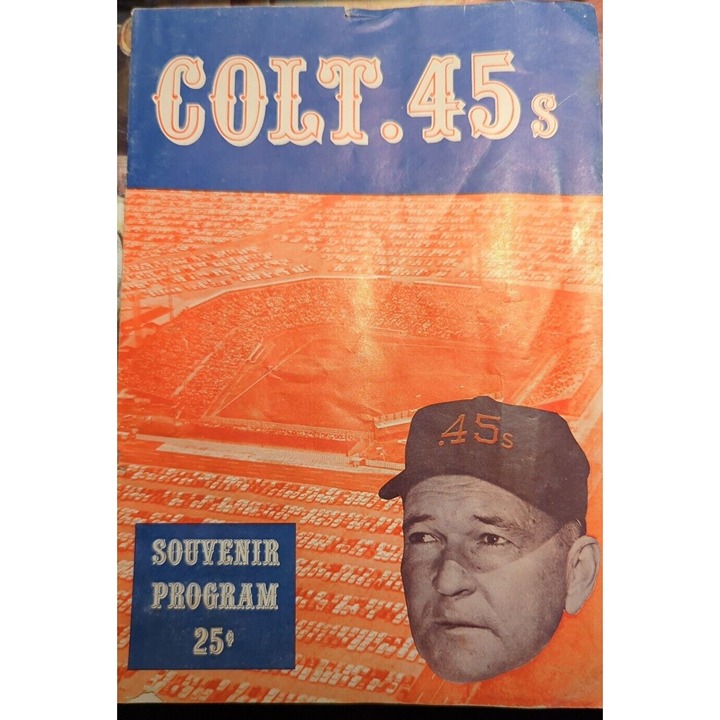 COLT.45s
.45s
SOUVENIR
PROGRAM
25¢